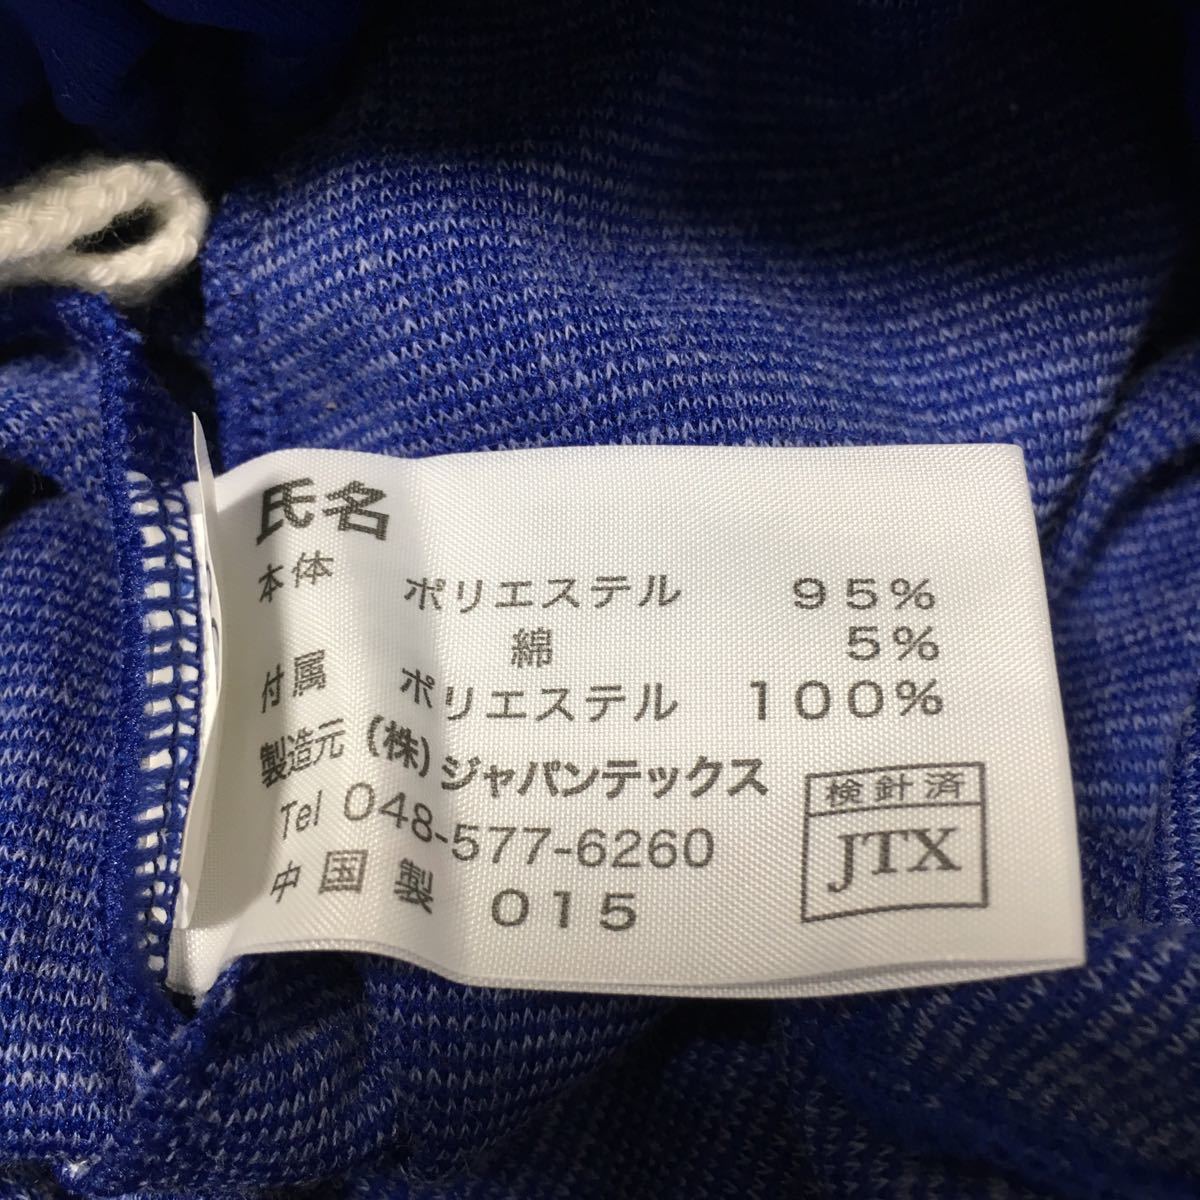 氏名
本体 ポリエステル 95%
綿 5%
付属 ポリエステル 100%
製造元 (株)ジャパンテックス
Tel 048-577-6260
中国製 015
検針済
JTX